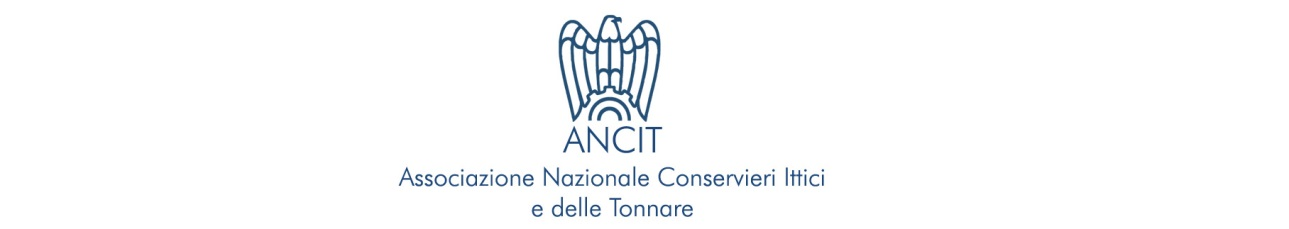 ANCIT
Associazione Nazionale Conservieri Ittici
e delle Tonnare